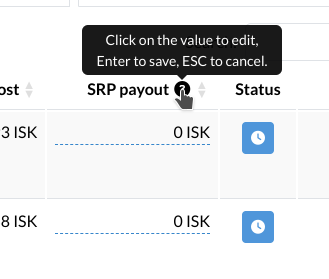 Click on the value to edit,
Enter to save, ESC to cancel.
ost SRP payout ? Status
3 ISK 0 ISK
8 ISK 0 ISK